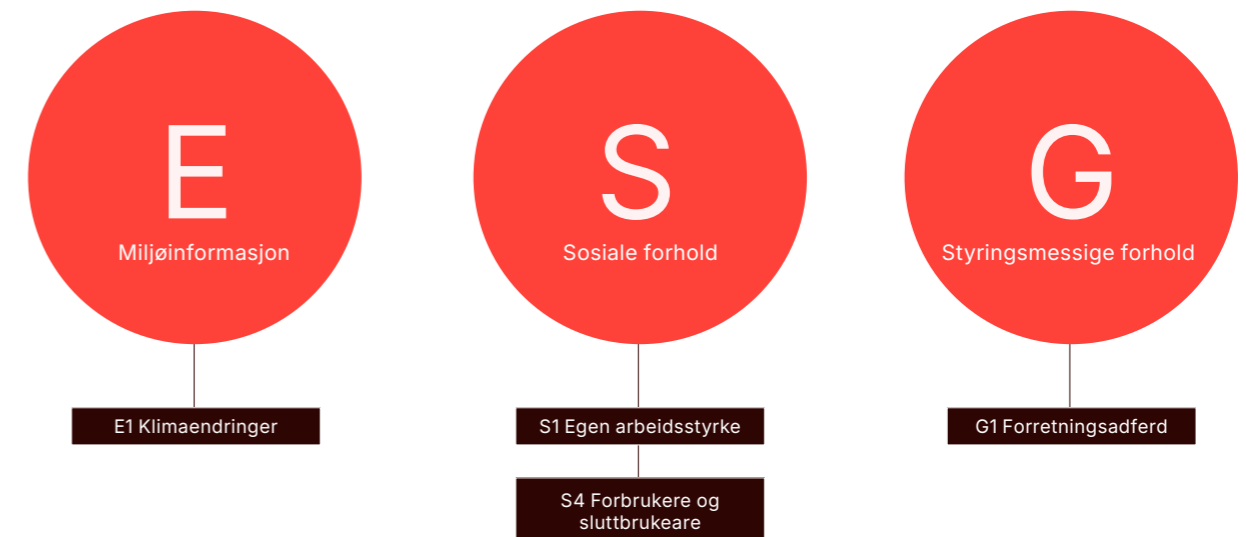 E
Miljøinformasjon
E1 Klimaendringer
S
Sosiale forhold
S1 Egen arbeidsstyrke
S4 Forbrukere og
sluttbrukeare
G
Styringsmessige forhold
G1 Forretningsadferd